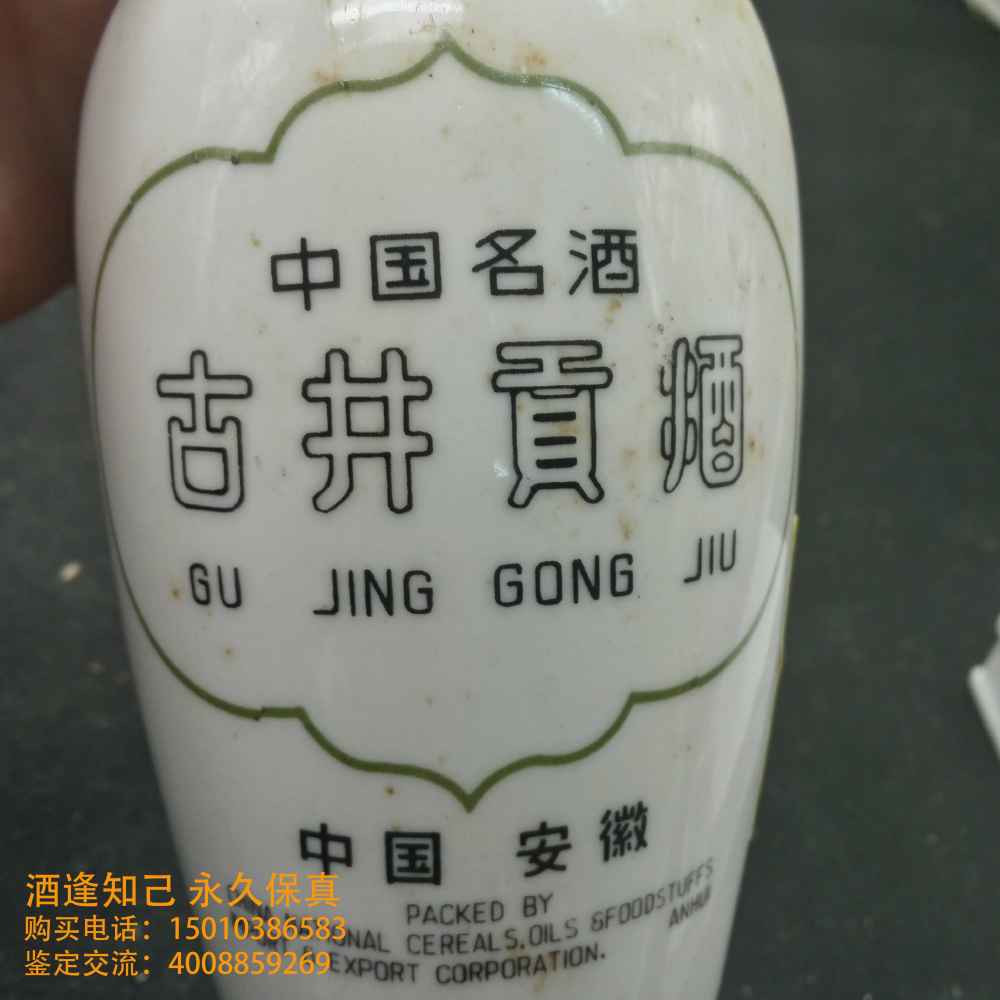 中国名酒
古井貢酒
GU JING GONG JIU
中国 安徽
PACKED BY
CEREALS,OILS &FOODSTUFFS
EXPORT CORPORATION.
ANHUI
酒逢知己 永久保真
购买电话：15010386583
鉴定交流：4008859269